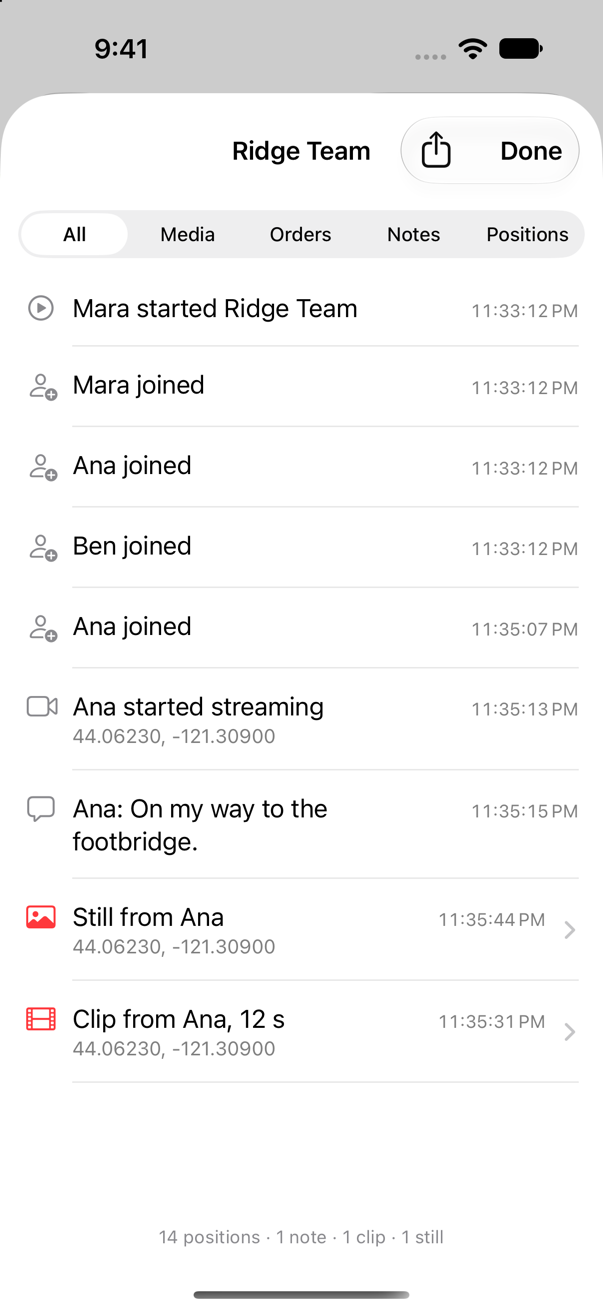 9:41
Ridge Team
Done
All
Media
Orders
Notes
Positions
Mara started Ridge Team
11:33:12 PM
Mara joined
11:33:12 PM
Ana joined
11:33:12 PM
Ben joined
11:33:12 PM
Ana joined
11:35:07 PM
Ana started streaming
11:35:13 PM
44.06230, -121.30900
Ana: On my way to the
11:35:15 PM
footbridge.
Still from Ana
11:35:44 PM
44.06230, -121.30900
Clip from Ana, 12 s
11:35:31 PM
44.06230, -121.30900
14 positions · 1 note · 1 clip · 1 still